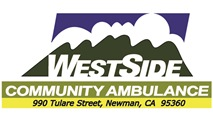 WESTSIDE
COMMUNITY AMBULANCE
990 Tulare Street, Newman, CA 95360